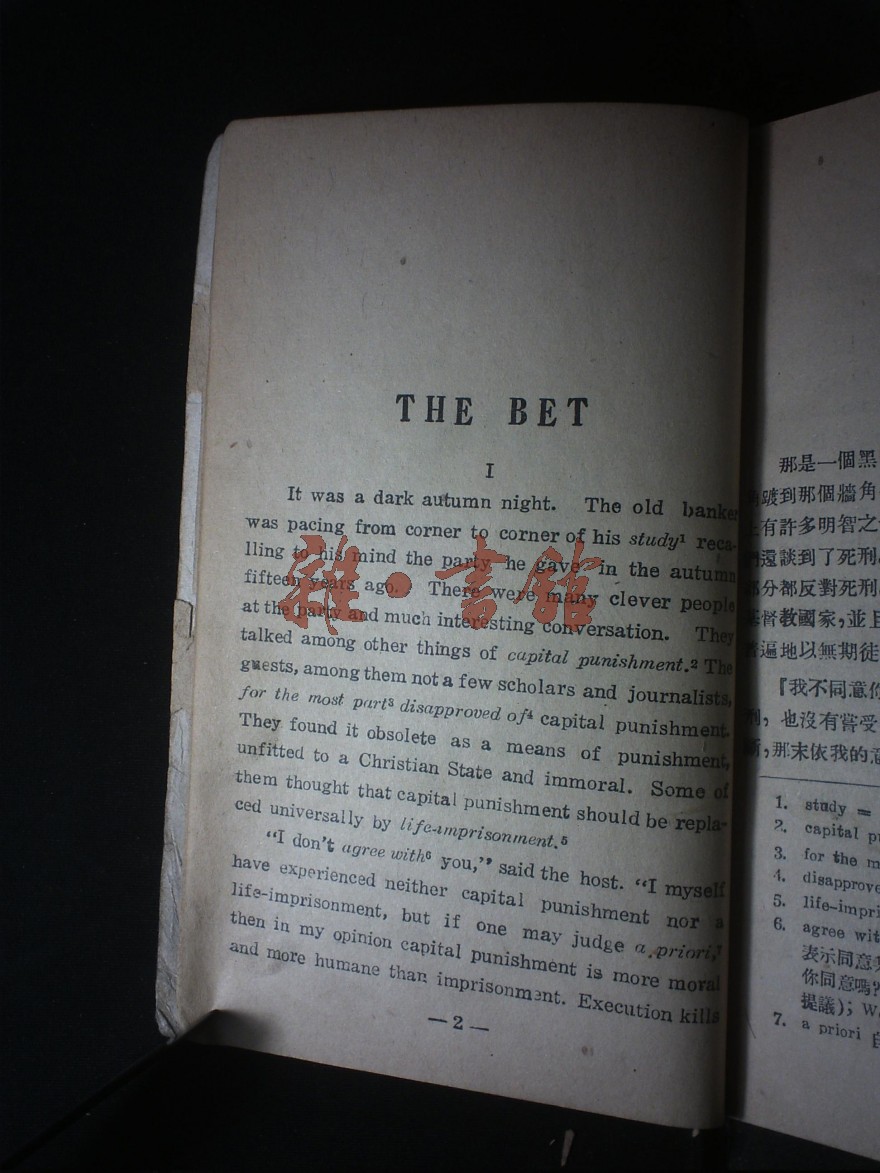 THE BET
I
It was a dark autumn night. The old banker
was pacing from corner to corner of his study¹ reca-
lling to his mind the party he gave in the autumn
fifteen years ago. There were many clever people
at the party and much interesting conversation. They
talked among other things of capital punishment.² The
guests, among them not a few scholars and journalists,
for the most part³ disapproved of⁴ capital punishment.
They found it obsolete as a means of punishment,
unfitted to a Christian State and immoral. Some of
them thought that capital punishment should be repla-
ced universally by life-imprisonment.⁵
"I don't agree with⁶ you," said the host. "I myself
have experienced neither capital punishment nor a
life-imprisonment, but if one may judge a priori,⁷
then in my opinion capital punishment is more moral
and more humane than imprisonment. Execution kills
— 2 —
雜·書館
那是一個黑
踱到那個牆角
有許多明智之
還談到了死刑
部分都反對死刑
基督教國家,並且
普遍地以無期徒
『我不同意你
刑,也沒有嘗受
斷,那末依我的意
1. study =
2. capital p
3. for the m
4. disapprove
5. life-impri
6. agree wit
表示同意
你同意嗎?
提議); W
7. a priori 自